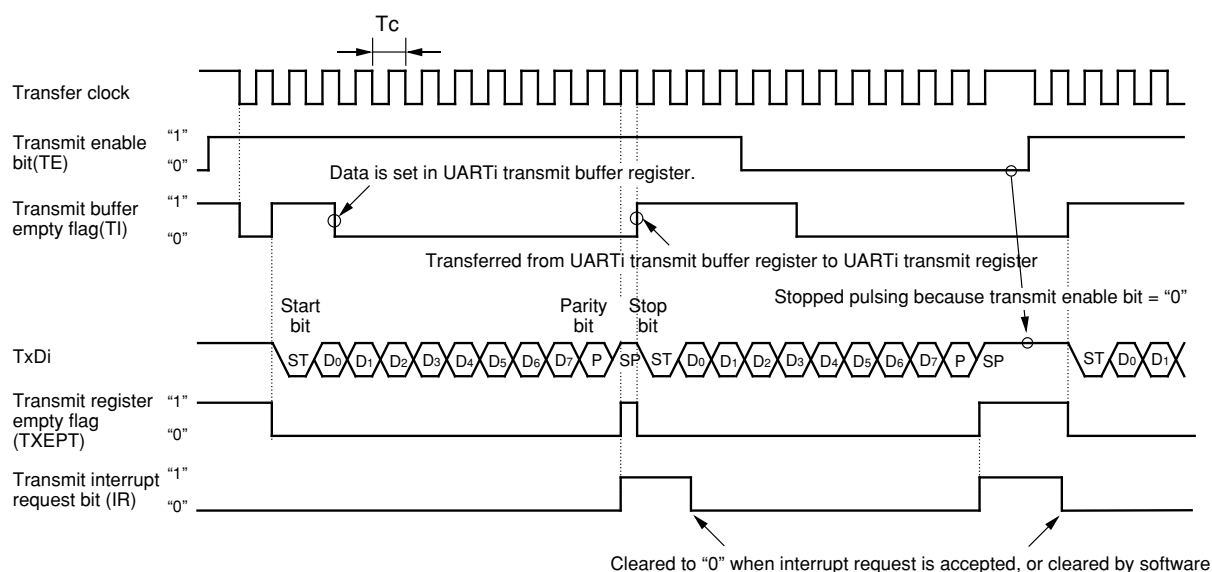 Tc
Transfer clock
Transmit enable
bit(TE)
“1”
“0”
Data is set in UARTi transmit buffer register.
Transmit buffer
empty flag(TI)
“1”
“0”
Transferred from UARTi transmit buffer register to UARTi transmit register
Stopped pulsing because transmit enable bit = “0”
Start
bit
Parity
bit
Stop
bit
TxDi
ST D0 D1 D2 D3 D4 D5 D6 D7 P SP ST D0 D1 D2 D3 D4 D5 D6 D7 P SP ST D0 D1
Transmit register
empty flag
(TXEPT)
“1”
“0”
Transmit interrupt
request bit (IR)
“1”
“0”
Cleared to “0” when interrupt request is accepted, or cleared by software